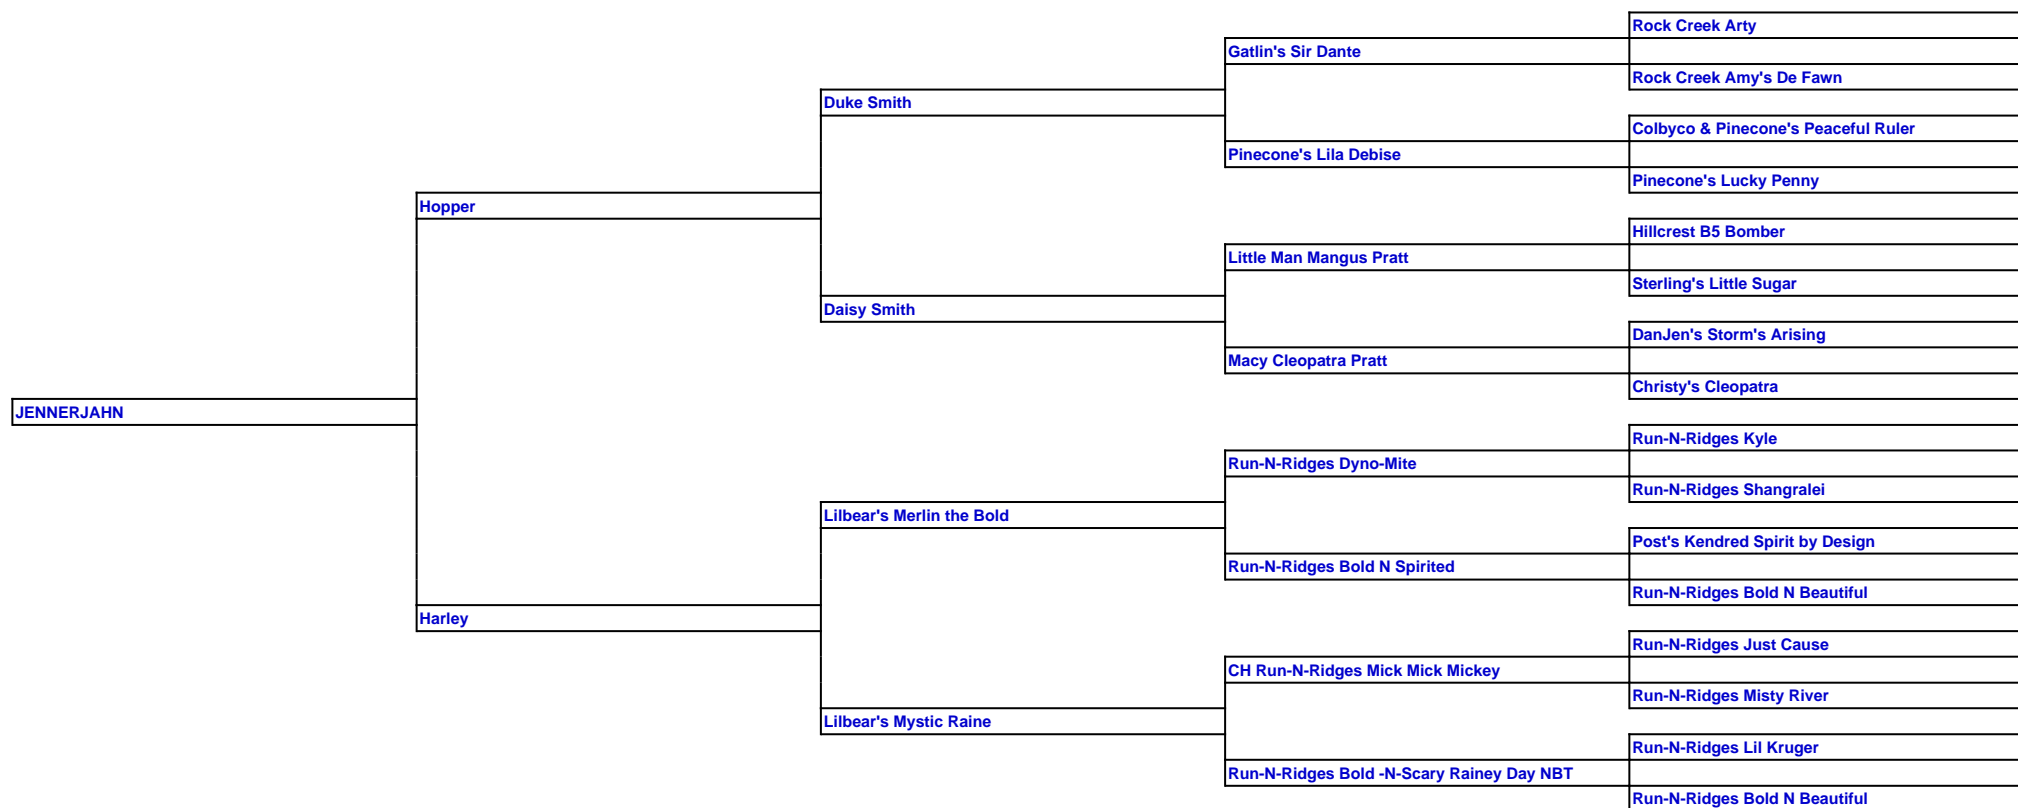 Rock Creek Arty
Gatlin's Sir Dante
Rock Creek Amy's De Fawn
Duke Smith
Colbyco & Pinecone's Peaceful Ruler
Pinecone's Lila Debise
Pinecone's Lucky Penny
Hopper
Hillcrest B5 Bomber
Little Man Mangus Pratt
Sterling's Little Sugar
Daisy Smith
DanJen's Storm's Arising
Macy Cleopatra Pratt
Christy's Cleopatra
JENNERJAHN
Run-N-Ridges Kyle
Run-N-Ridges Dyno-Mite
Run-N-Ridges Shangralei
Lilbear's Merlin the Bold
Post's Kendred Spirit by Design
Run-N-Ridges Bold N Spirited
Run-N-Ridges Bold N Beautiful
Harley
Run-N-Ridges Just Cause
CH Run-N-Ridges Mick Mick Mickey
Run-N-Ridges Misty River
Lilbear's Mystic Raine
Run-N-Ridges Lil Kruger
Run-N-Ridges Bold -N-Scary Rainey Day NBT
Run-N-Ridges Bold N Beautiful